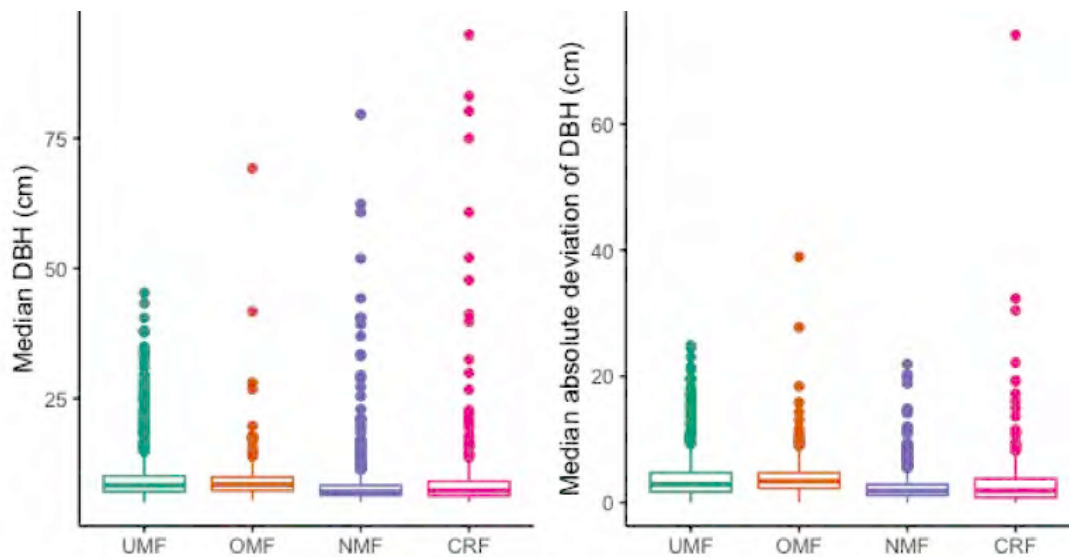 Median DBH (cm)
75
50
25
UMF OMF NMF CRF
Median absolute deviation of DBH (cm)
60
40
20
0
UMF OMF NMF CRF